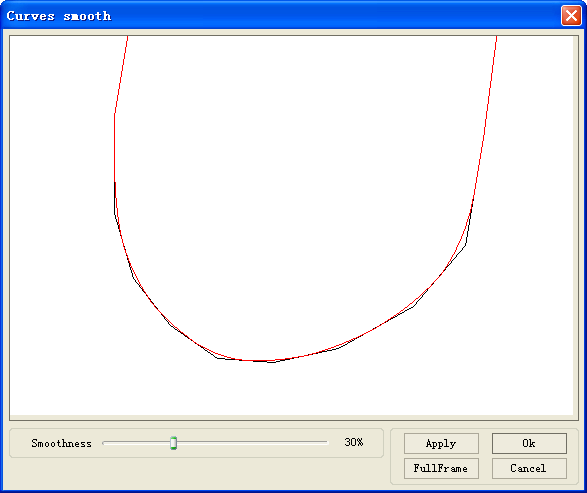 Curves smooth
Smoothness 30%
Apply Ok
FullFrame Cancel